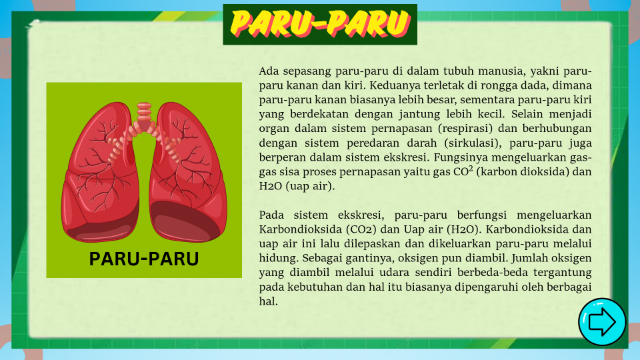 PARU-PARU
Ada sepasang paru-paru di dalam tubuh manusia, yakni paru-
paru kanan dan kiri. Keduanya terletak di rongga dada, dimana
paru-paru kanan biasanya lebih besar, sementara paru-paru kiri
yang berdekatan dengan jantung lebih kecil. Selain menjadi
organ dalam sistem pernapasan (respirasi) dan berhubungan
dengan sistem peredaran darah (sirkulasi), paru-paru juga
berperan dalam sistem ekskresi. Fungsinya mengeluarkan gas-
gas sisa proses pernapasan yaitu gas CO² (karbon dioksida) dan
H2O (uap air).
Pada sistem ekskresi, paru-paru berfungsi mengeluarkan
Karbondioksida (CO2) dan Uap air (H2O). Karbondioksida dan
uap air ini lalu dilepaskan dan dikeluarkan paru-paru melalui
hidung. Sebagai gantinya, oksigen pun diambil. Jumlah oksigen
yang diambil melalui udara sendiri berbeda-beda tergantung
pada kebutuhan dan hal itu biasanya dipengaruhi oleh berbagai
hal.
PARU-PARU